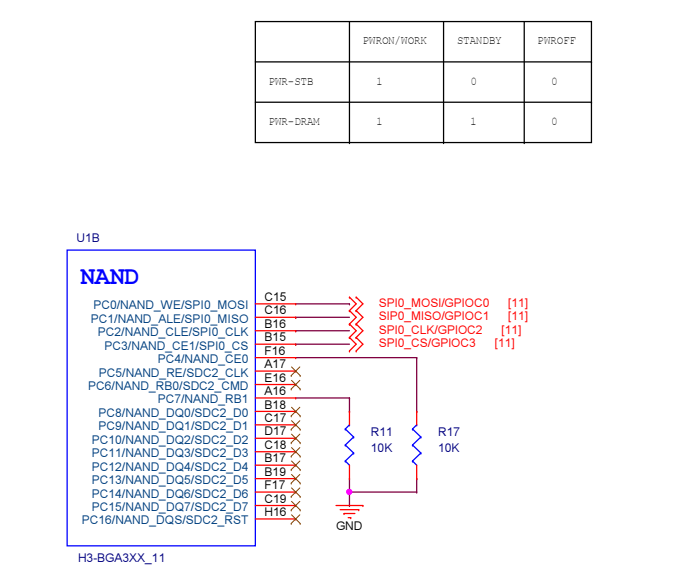 PWRON/WORK STANDBY PWROFF
PWR-STB 1 0 0
PWR-DRAM 1 1 0
U1B
NAND
PC0/NAND_WE/SPI0_MOSI C15 SPI0_MOSI/GPIOC0 [11]
PC1/NAND_ALE/SPI0_MISO C16 SIP0_MISO/GPIOC1 [11]
PC2/NAND_CLE/SPI0_CLK B16 SPI0_CLK/GPIOC2 [11]
PC3/NAND_CE1/SPI0_CS B15 SPI0_CS/GPIOC3 [11]
PC4/NAND_CE0 F16
PC5/NAND_RE/SDC2_CLK A17
PC6/NAND_RB0/SDC2_CMD E16
PC7/NAND_RB1 A16
PC8/NAND_DQ0/SDC2_D0 B18
PC9/NAND_DQ1/SDC2_D1 C17
PC10/NAND_DQ2/SDC2_D2 D17
R11 R17
PC11/NAND_DQ3/SDC2_D3 C18
10K 10K
PC12/NAND_DQ4/SDC2_D4 B17
PC13/NAND_DQ5/SDC2_D5 B19
PC14/NAND_DQ6/SDC2_D6 F17
PC15/NAND_DQ7/SDC2_D7 C19
PC16/NAND_DQS/SDC2_RST H16
GND
H3-BGA3XX_11